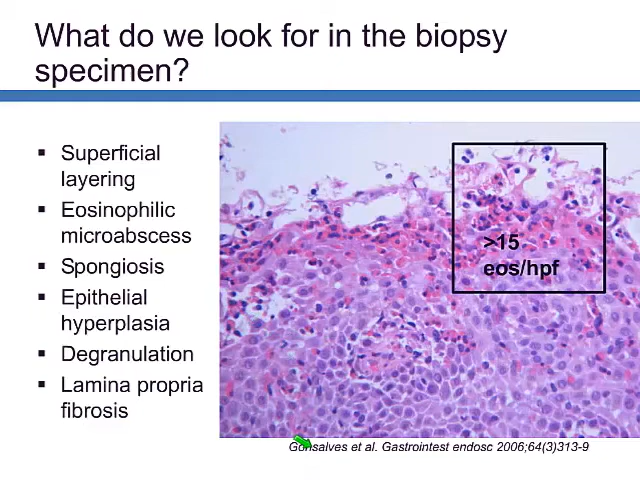 What do we look for in the biopsy
specimen?
▪ Superficial
layering
▪ Eosinophilic
microabscess
▪ Spongiosis
▪ Epithelial
hyperplasia
▪ Degranulation
▪ Lamina propria
fibrosis
>15
eos/hpf
Gonsalves et al. Gastrointest endosc 2006;64(3)313-9